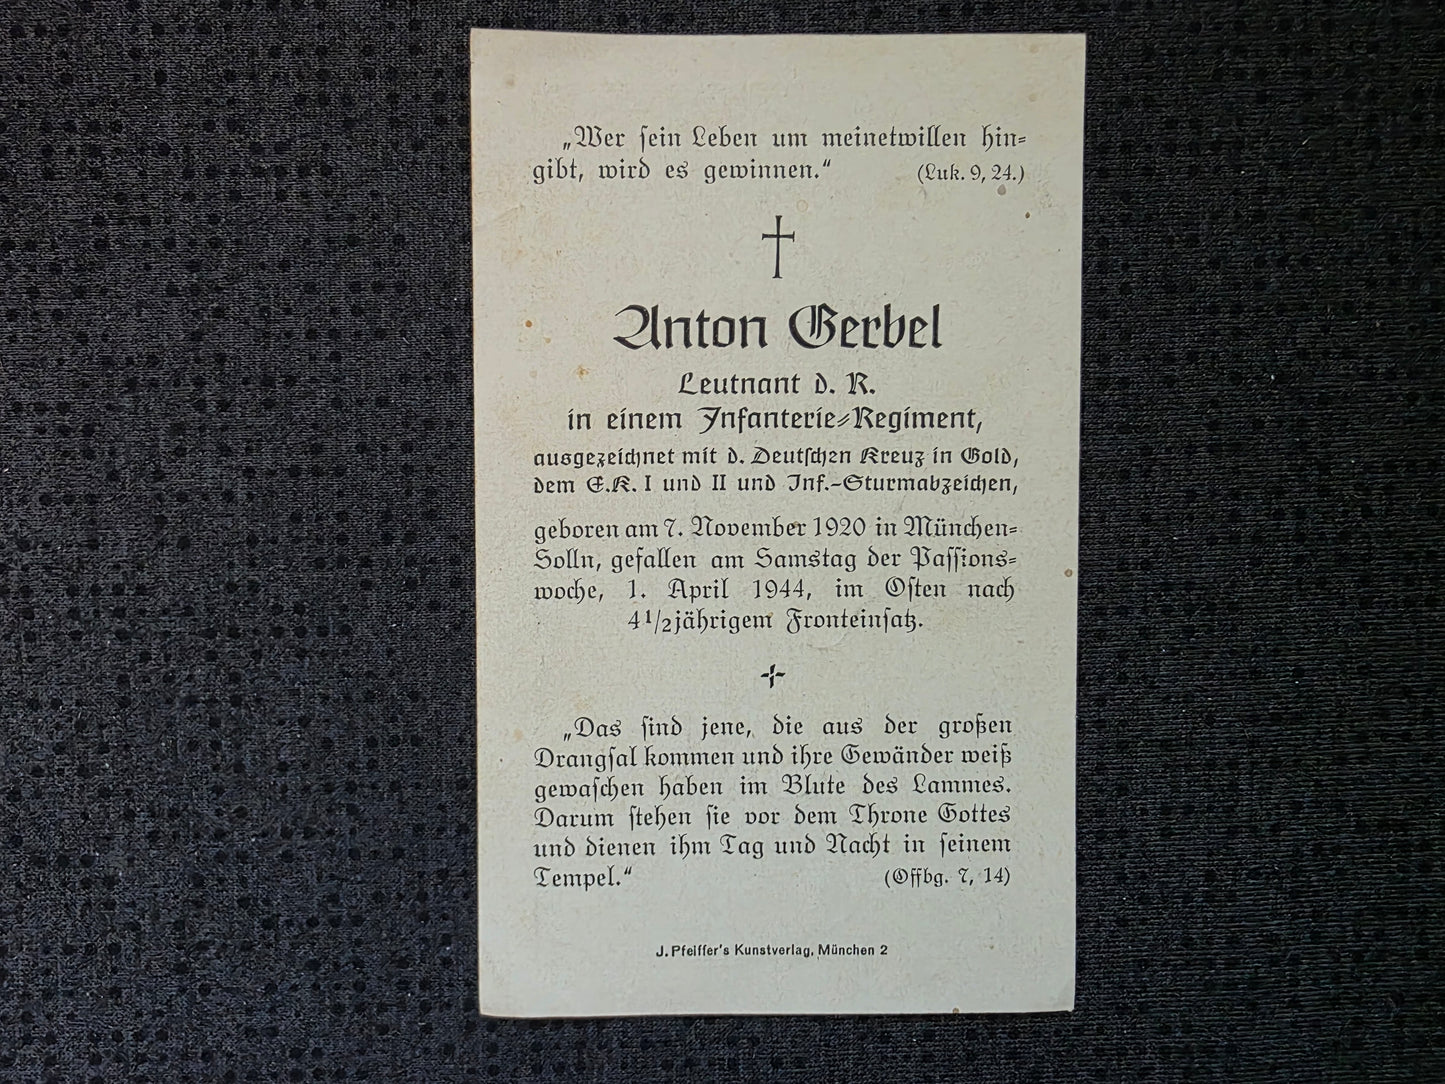 „Wer sein Leben um meinetwillen hin-
gibt, wird es gewinnen.“ (Luk. 9, 24.)
Anton Gerbel
Leutnant d. R.
in einem Infanterie-Regiment,
ausgezeichnet mit d. Deutschen Kreuz in Gold,
dem E.K. I und II und Inf.-Sturmabzeichen,
geboren am 7. November 1920 in München-
Solln, gefallen am Samstag der Passions-
woche, 1. April 1944, im Osten nach
4 1/2 jährigem Fronteinsatz.
„Das sind jene, die aus der großen
Drangsal kommen und ihre Gewänder weiß
gewaschen haben im Blute des Lammes.
Darum stehen sie vor dem Throne Gottes
und dienen ihm Tag und Nacht in seinem
Tempel.“ (Offbg. 7, 14)
J. Pfeiffer's Kunstverlag, München 2